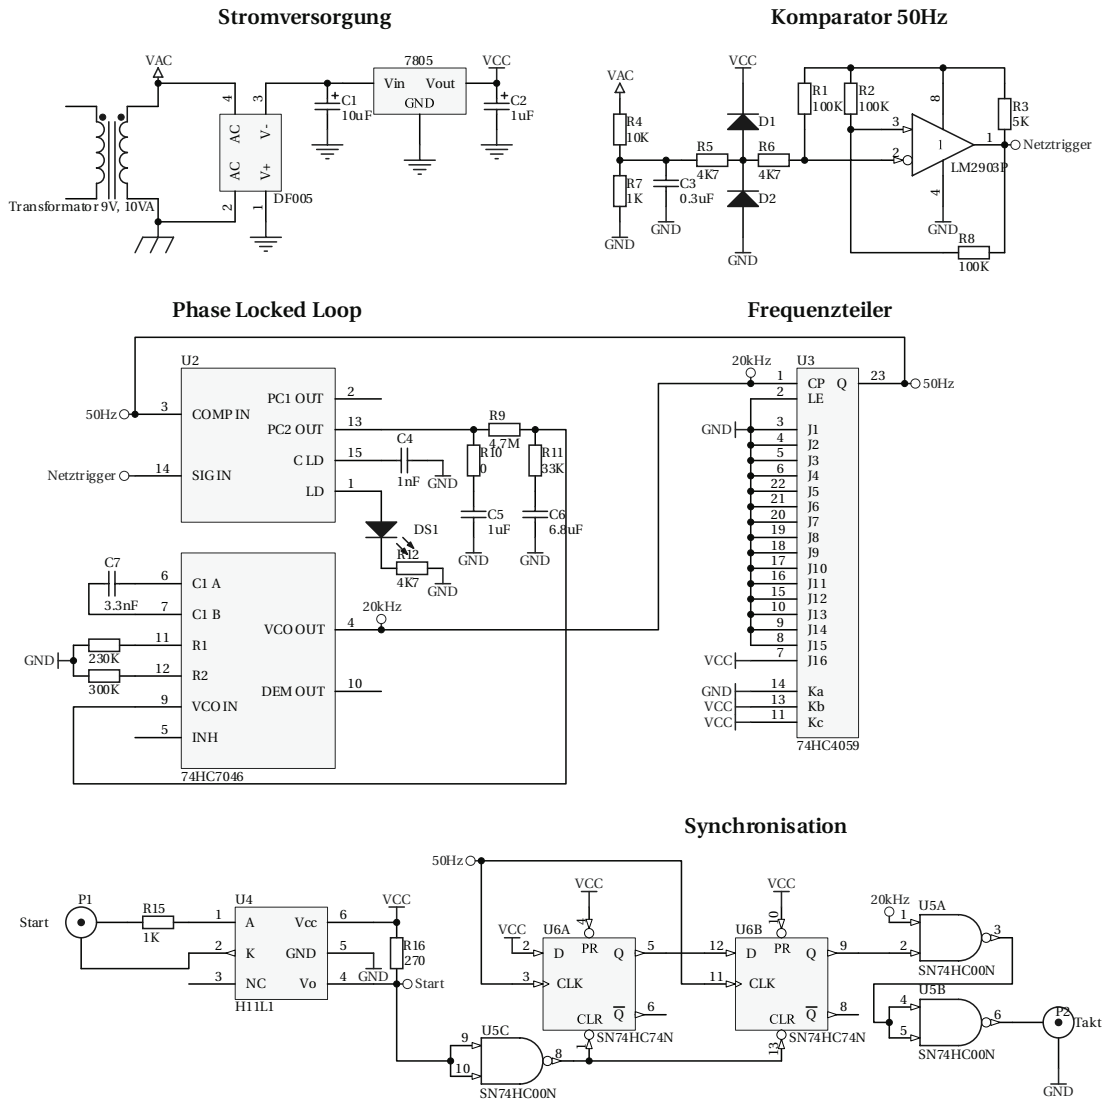 Stromversorgung
VAC
4
3
AC
V-
AC
V+
2
1
DF005
Transformator 9V, 10VA
C1
10uF
7805
Vin
Vout
GND
VCC
C2
1uF
Komparator 50Hz
VAC
R4
10K
R7
1K
GND
C3
0.3uF
GND
R5
4K7
VCC
D1
D2
GND
R6
4K7
R1
100K
R2
100K
3
2
8
1
1
4
LM2903P
GND
R3
5K
Netztrigger
R8
100K
Phase Locked Loop
U2
50Hz
3
COMP IN
Netztrigger
14
SIG IN
PC1 OUT
2
PC2 OUT
13
C LD
15
LD
1
C4
1nF
GND
R9
4.7M
R10
0
R11
33K
C5
1uF
GND
C6
6.8uF
GND
DS1
R12
4K7
GND
C7
3.3nF
6
C1 A
7
C1 B
GND
230K
11
R1
300K
12
R2
9
VCO IN
5
INH
VCO OUT
4
20kHz
DEM OUT
10
74HC7046
Frequenzteiler
20kHz
U3
1
CP
Q
23
50Hz
2
LE
GND
3
J1
4
J2
5
J3
6
J4
22
J5
21
J6
20
J7
19
J8
18
J9
17
J10
16
J11
15
J12
10
J13
9
J14
8
J15
VCC
7
J16
GND
14
Ka
VCC
13
Kb
VCC
11
Kc
74HC4059
Synchronisation
Start
P1
R15
1K
U4
1
A
2
K
3
NC
Vcc
6
GND
5
Vo
4
H11L1
VCC
R16
270
GND
Start
50Hz
VCC
U6A
4
PR
VCC
2
D
Q
5
3
CLK
Q
6
CLR
1
SN74HC74N
VCC
U6B
10
PR
12
D
Q
9
11
CLK
Q
8
CLR
13
SN74HC74N
U5C
9
10
8
SN74HC00N
20kHz
U5A
1
2
3
SN74HC00N
U5B
4
5
6
SN74HC00N
P2
Takt
GND